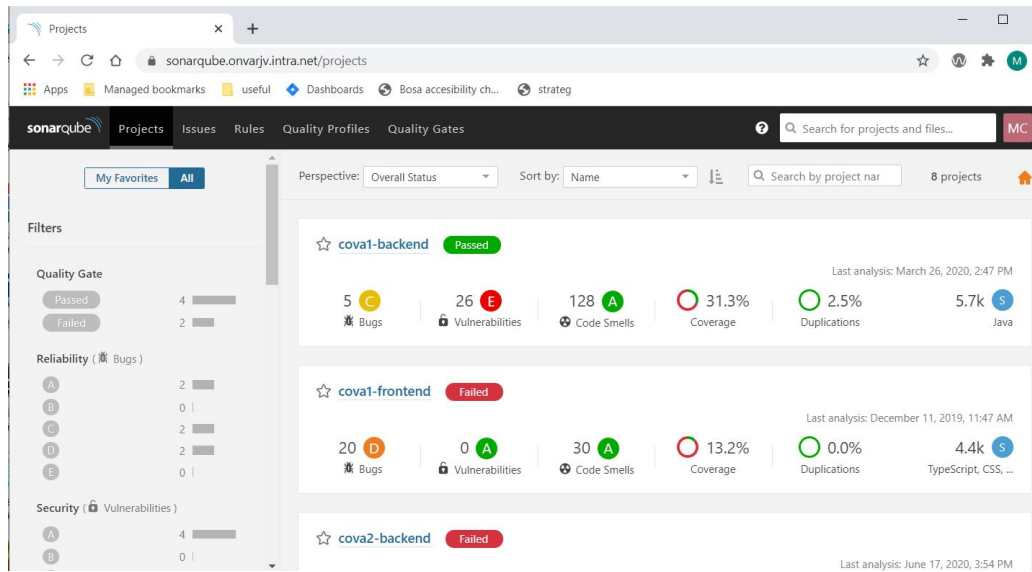 Projects
sonarqube.onvarjv.intra.net/projects
M
Apps Managed bookmarks useful Dashboards Bosa accesibility ch... strateg
sonarqube Projects Issues Rules Quality Profiles Quality Gates ? Search for projects and files... MC
My Favorites All
Perspective: Overall Status Sort by: Name Search by project nar 8 projects
Filters
Quality Gate
Passed 4
Failed 2
Reliability ( Bugs )
A 2
B 0
C 2
D 2
E 0
Security ( Vulnerabilities )
A 4
B 0
cova1-backend Passed
Last analysis: March 26, 2020, 2:47 PM
5 C 26 E 128 A 31.3% 2.5% 5.7k S
Bugs Vulnerabilities Code Smells Coverage Duplications Java
cova1-frontend Failed
Last analysis: December 11, 2019, 11:47 AM
20 D 0 A 30 A 13.2% 0.0% 4.4k S
Bugs Vulnerabilities Code Smells Coverage Duplications TypeScript, CSS, ...
cova2-backend Failed
Last analysis: June 17, 2020, 3:54 PM